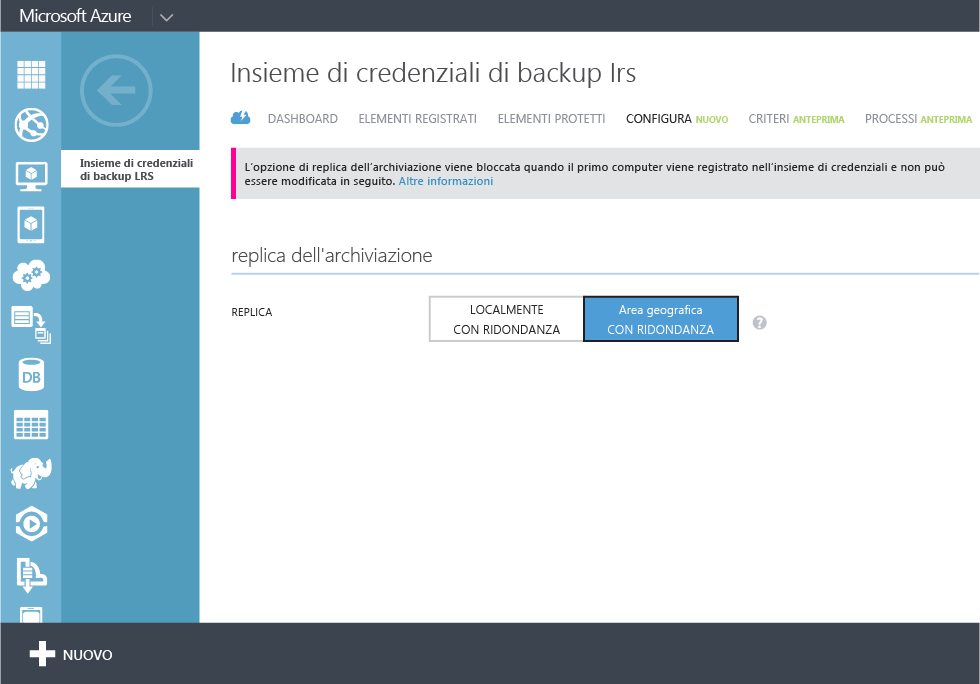 Microsoft Azure
Insieme di credenziali
di backup LRS
DB
Insieme di credenziali di backup lrs
DASHBOARD ELEMENTI REGISTRATI ELEMENTI PROTETTI CONFIGURA NUOVO CRITERI ANTEPRIMA PROCESSI ANTEPRIMA
L'opzione di replica dell'archiviazione viene bloccata quando il primo computer viene registrato nell'insieme di credenziali e non può
essere modificata in seguito. Altre informazioni
replica dell'archiviazione
REPLICA
LOCALMENTE
CON RIDONDANZA
Area geografica
CON RIDONDANZA
?
NUOVO